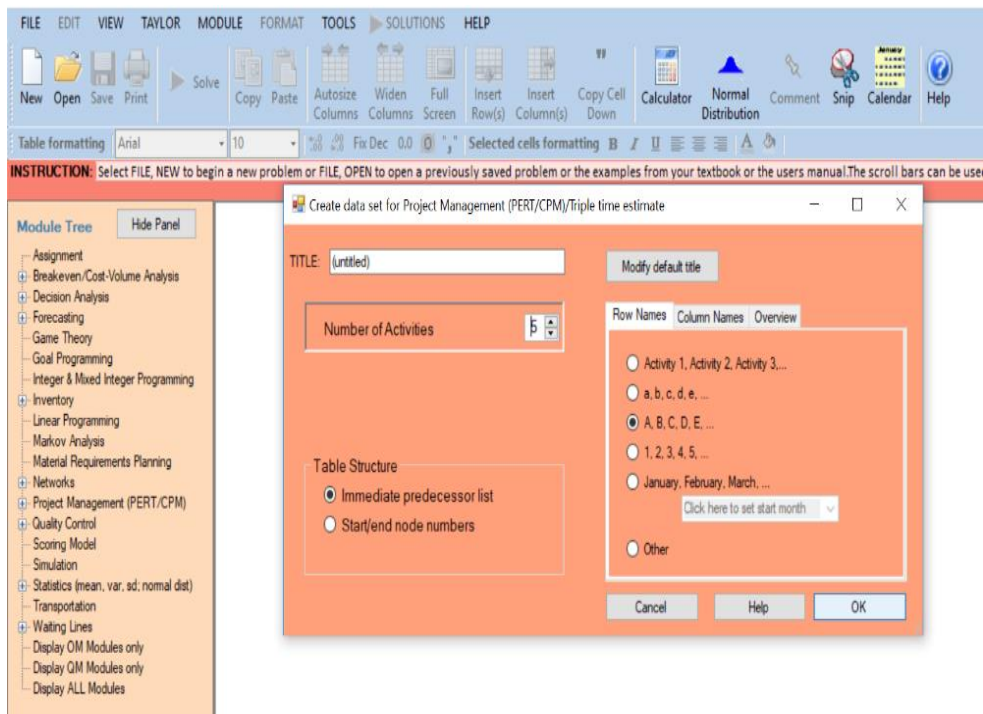 FILE EDIT VIEW TAYLOR MODULE FORMAT TOOLS SOLUTIONS HELP
New Open Save Print Solve Copy Paste Autosize Columns Widen Columns Full Screen Insert Row(s) Insert Column(s) Copy Cell Down Calculator Normal Distribution Comment Snip Calendar Help
January
Table formatting Arial 10 Fix Dec 0.0 0 "," Selected cells formatting B I U A
INSTRUCTION: Select FILE, NEW to begin a new problem or FILE, OPEN to open a previously saved problem or the examples from your textbook or the users manual.The scroll bars can be used
Module Tree Hide Panel
Assignment
Breakeven/Cost-Volume Analysis
Decision Analysis
Forecasting
Game Theory
Goal Programming
Integer & Mixed Integer Programming
Inventory
Linear Programming
Markov Analysis
Material Requirements Planning
Networks
Project Management (PERT/CPM)
Quality Control
Scoring Model
Simulation
Statistics (mean, var, sd; normal dist)
Transportation
Waiting Lines
Display OM Modules only
Display QM Modules only
Display ALL Modules
Create data set for Project Management (PERT/CPM)/Triple time estimate
TITLE: (untitled)
Modify default title
Number of Activities 5
Row Names Column Names Overview
Activity 1, Activity 2, Activity 3,...
a, b, c, d, e, ...
A, B, C, D, E, ...
1, 2, 3, 4, 5, ...
January, February, March, ...
Click here to set start month
Other
Table Structure
Immediate predecessor list
Start/end node numbers
Cancel Help OK